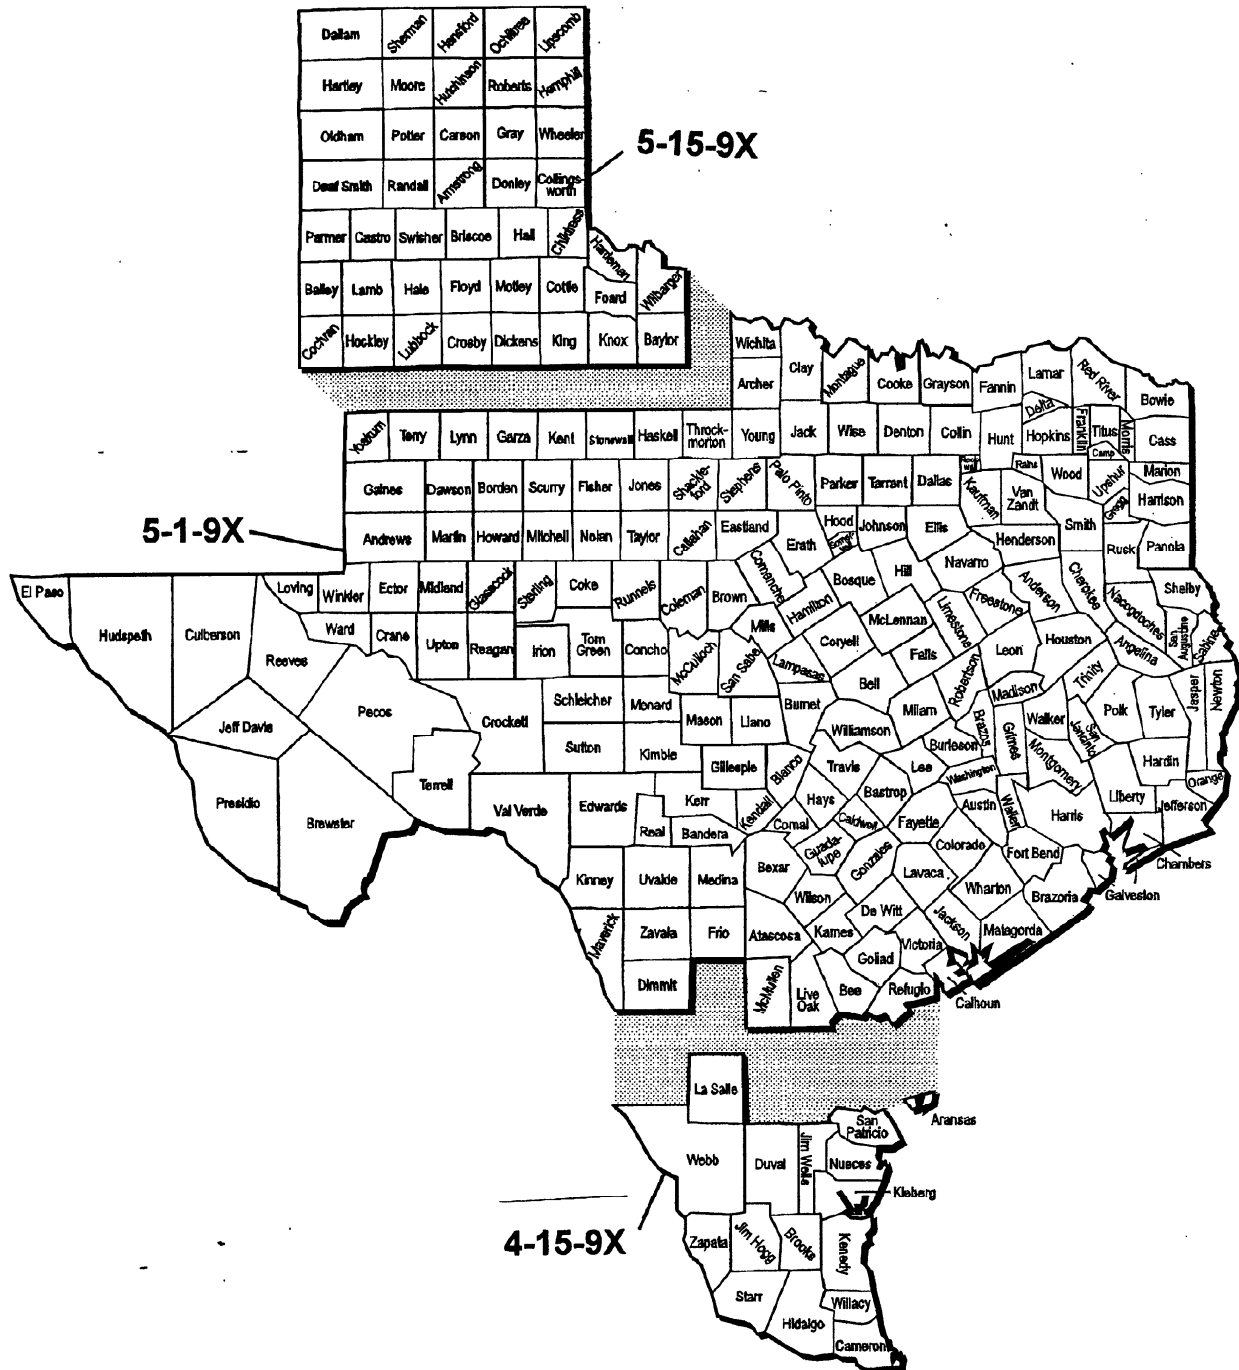 Dallam Sherman Hansford Ochiltree Lipscomb
Hartley Moore Hutchinson Roberts Hemphill
Oldham Potter Carson Gray Wheeler
5-15-9X
Deaf Smith Randall Armstrong Donley Collings-
worth
Parmer Castro Swisher Briscoe Hall Childress
Hardeman
Bailey Lamb Hale Floyd Motley Cottle Foard Wilbarger
Cochran Hockley Lubbock Crosby Dickens King Knox Baylor
Wichita Clay Montague Cooke Grayson Fannin Lamar Red River Bowie
Archer
Delta
Yoakum Terry Lynn Garza Kent Stonewall Haskell Throck-
morton Young Jack Wise Denton Collin Hunt Hopkins Franklin Titus Morris Cass
Camp
Gaines Dawson Borden Scurry Fisher Jones Shackle-
ford Stephens Palo Pinto Parker Tarrant Dallas Kaufman Rains Wood Upshur Marion
Van
Zandt
Gregg Harrison
5-1-9X
Andrews Martin Howard Mitchell Nolan Taylor Callahan Eastland Erath Hood Johnson Ellis Henderson Smith Rusk Panola
El Paso Hudspeth Culberson Loving Winkler Ector Midland Glasscock Sterling Coke Runnels Coleman Brown Comanche Bosque Hill Navarro Anderson Cherokee Shelby
Hamilton Freestone Nacogdoches
Reeves Ward Crane Upton Reagan Irion Tom
Green Concho McCulloch San Saba Mills Lampasas Coryell McLennan Limestone Falls Leon Houston Angelina San
Augustine Sabine
Jeff Davis Pecos Crockett Schleicher Menard Mason Llano Burnet Bell Milam Robertson Madison Trinity Polk Tyler Jasper Newton
Sutton Kimble Williamson Brazos Grimes Walker San
Jacinto
Burleson Montgomery Hardin
Presidio Brewster Terrell Gillespie Blanco Travis Lee Washington Liberty Orange
Val Verde Edwards Kerr Kendall Hays Bastrop Austin Waller Harris Jefferson
Real Bandera Comal Caldwell Fayette
Guada-
lupe Colorado Fort Bend
Chambers
Kinney Uvalde Medina Bexar Gonzales Lavaca Wharton Brazoria Galveston
Wilson
Maverick Zavala Frio Atascosa Karnes De Witt Jackson Matagorda
Victoria
Goliad
Dimmit McMullen Live
Oak Bee Refugio
Calhoun
La Salle
Aransas
San
Patricio
Webb Duval Jim Wells Nueces
Kleberg
4-15-9X
Zapata Jim Hogg Brooks Kenedy
Starr Willacy
Hidalgo
Cameron